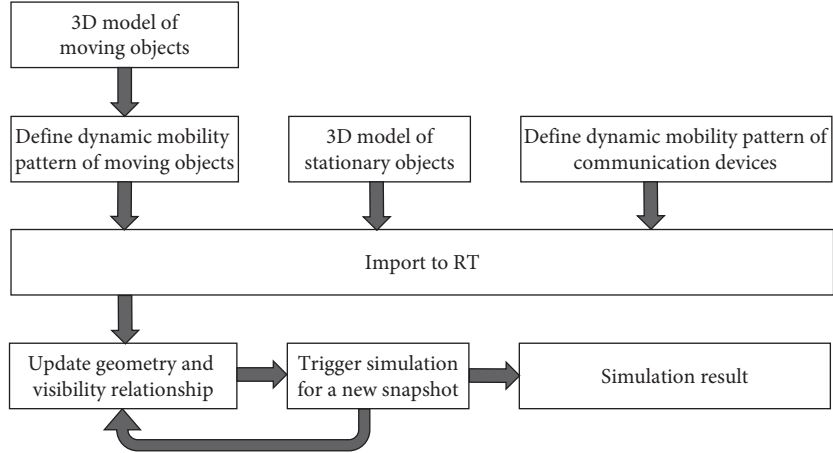 3D model of
moving objects
Define dynamic mobility
pattern of moving objects
3D model of
stationary objects
Define dynamic mobility pattern of
communication devices
Import to RT
Update geometry and
visibility relationship
Trigger simulation
for a new snapshot
Simulation result